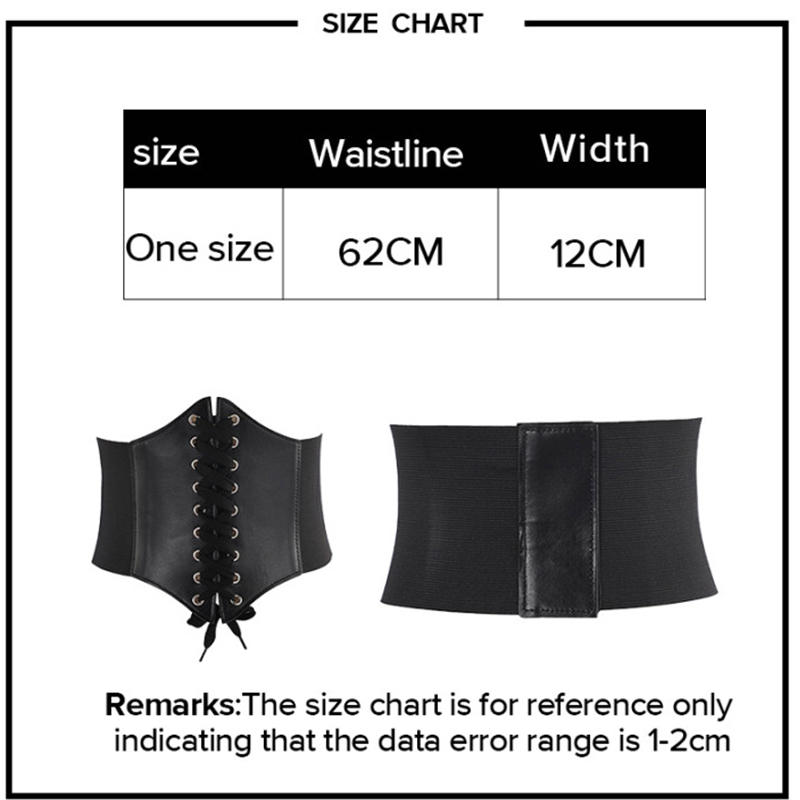 SIZE CHART
size Waistline Width
One size 62CM 12CM
Remarks:The size chart is for reference only
indicating that the data error range is 1-2cm